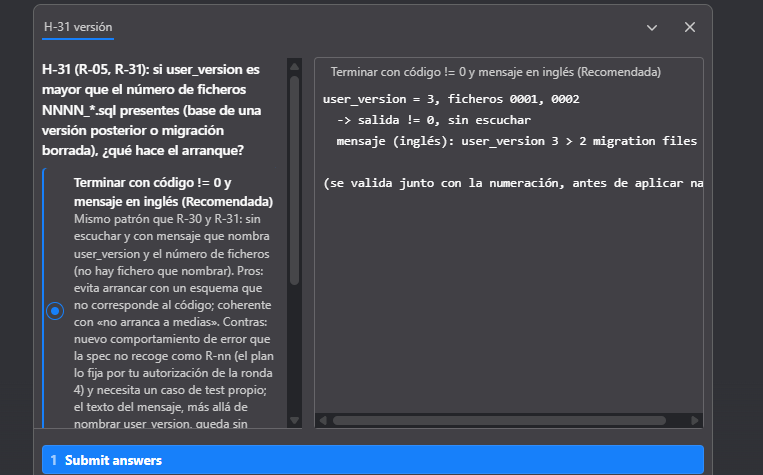 H-31 versión
H-31 (R-05, R-31): si user_version es
mayor que el número de ficheros
NNNN_*.sql presentes (base de una
versión posterior o migración
borrada), ¿qué hace el arranque?
Terminar con código != 0 y
mensaje en inglés (Recomendada)
Mismo patrón que R-30 y R-31: sin
escuchar y con mensaje que nombra
user_version y el número de ficheros
(no hay fichero que nombrar). Pros:
evita arrancar con un esquema que
no corresponde al código; coherente
con «no arranca a medias». Contras:
nuevo comportamiento de error que
la spec no recoge como R-nn (el plan
lo fija por tu autorización de la ronda
4) y necesita un caso de test propio;
el texto del mensaje, más allá de
nombrar user_version, queda sin
Terminar con código != 0 y mensaje en inglés (Recomendada)
user_version = 3, ficheros 0001, 0002
-> salida != 0, sin escuchar
mensaje (inglés): user_version 3 > 2 migration files
(se valida junto con la numeración, antes de aplicar na
1 Submit answers